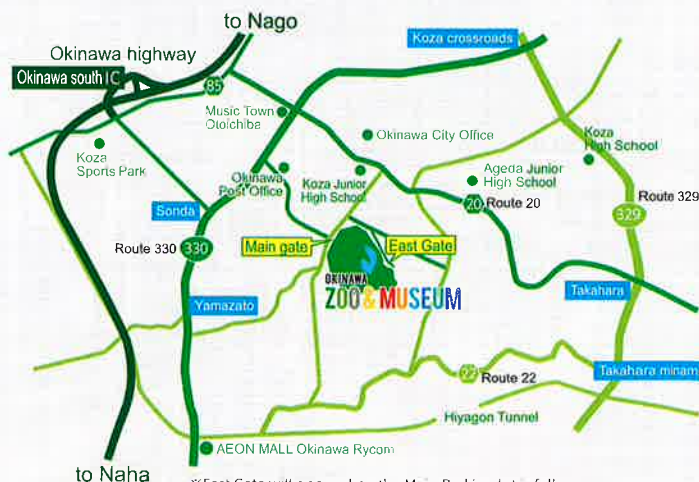 to Nago
Koza crossroads
Okinawa highway
Okinawa south IC
85
Music Town
Otoichiba
Okinawa City Office
Koza
High School
Koza
Sports Park
Okinawa
Post Office
Koza Junior
High School
Ageda Junior
High School
Route 329
329
20 Route 20
Sonda
Route 330 330
Main gate
East Gate
OKINAWA
ZOO & MUSEUM
Takahara
Yamazato
Takahara minam
22 Route 22
Hiyagon Tunnel
AEON MALL Okinawa Rycom
to Naha